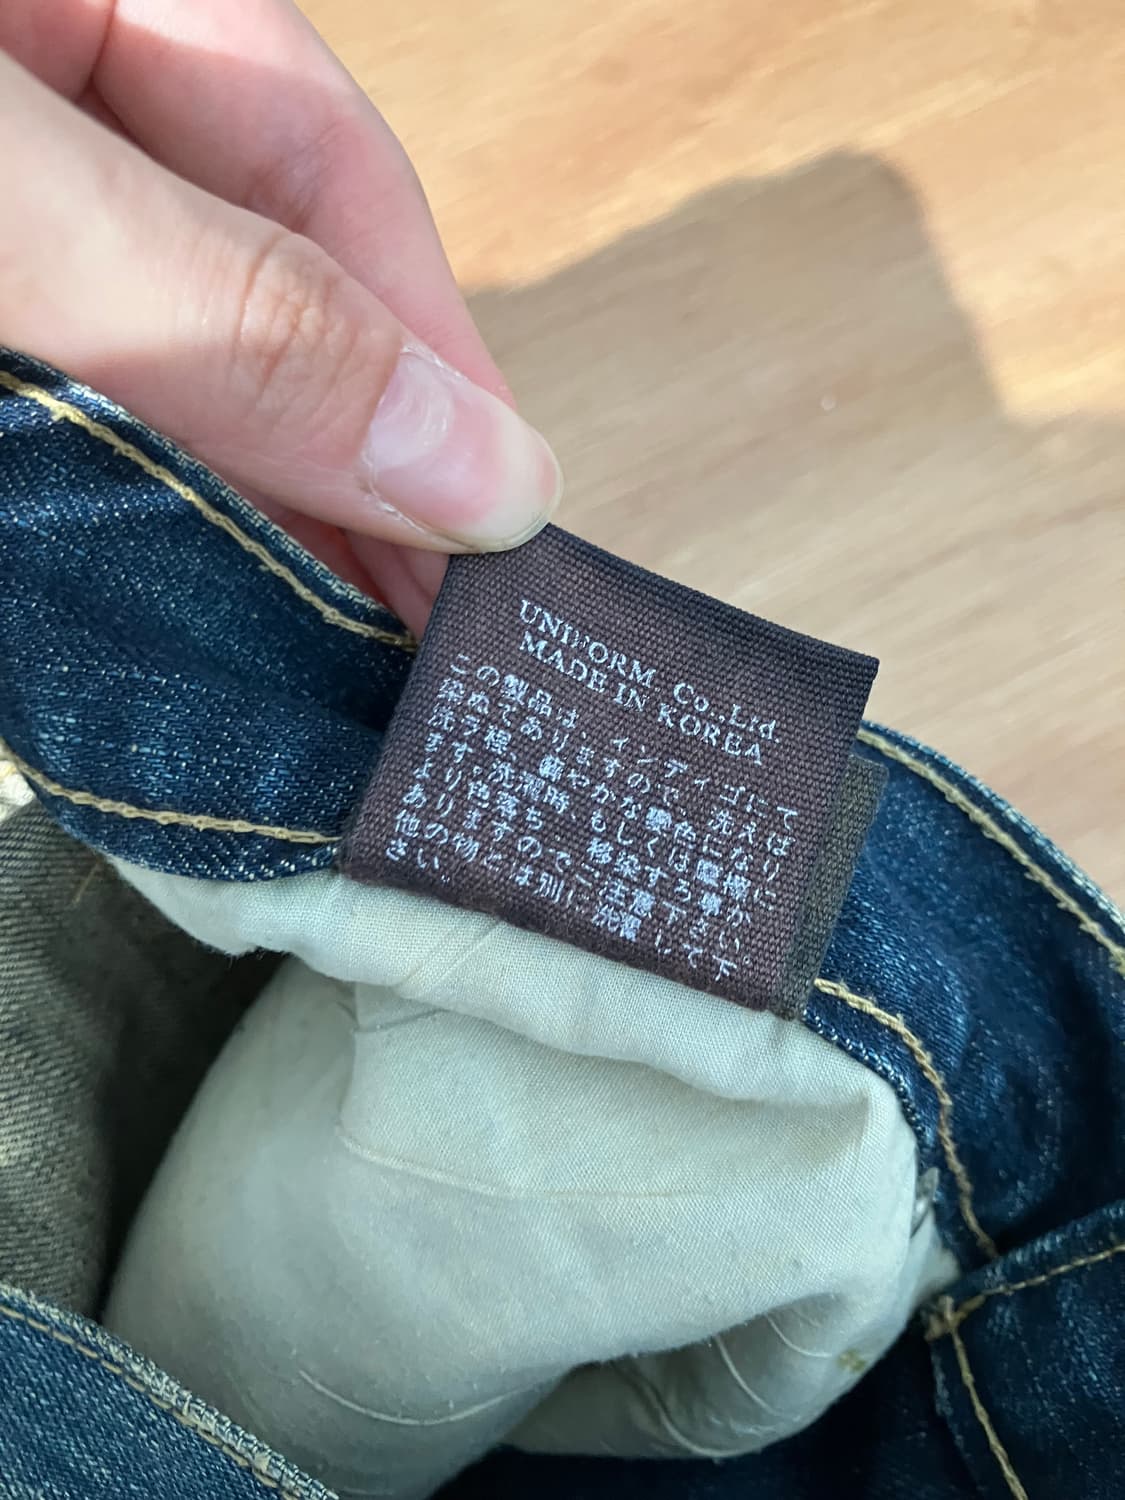 UNIFORM Co.,Ltd.
MADE IN KOREA
この製品は、インディゴにて
染めてありますので、洗えば
洗う程、鮮やかな藍色になり
ます。洗濯時、もしくは摩擦に
より色落ち、移染する事がい
ありますのでご注意下さい。
他の物とは別に洗濯して下
さい。